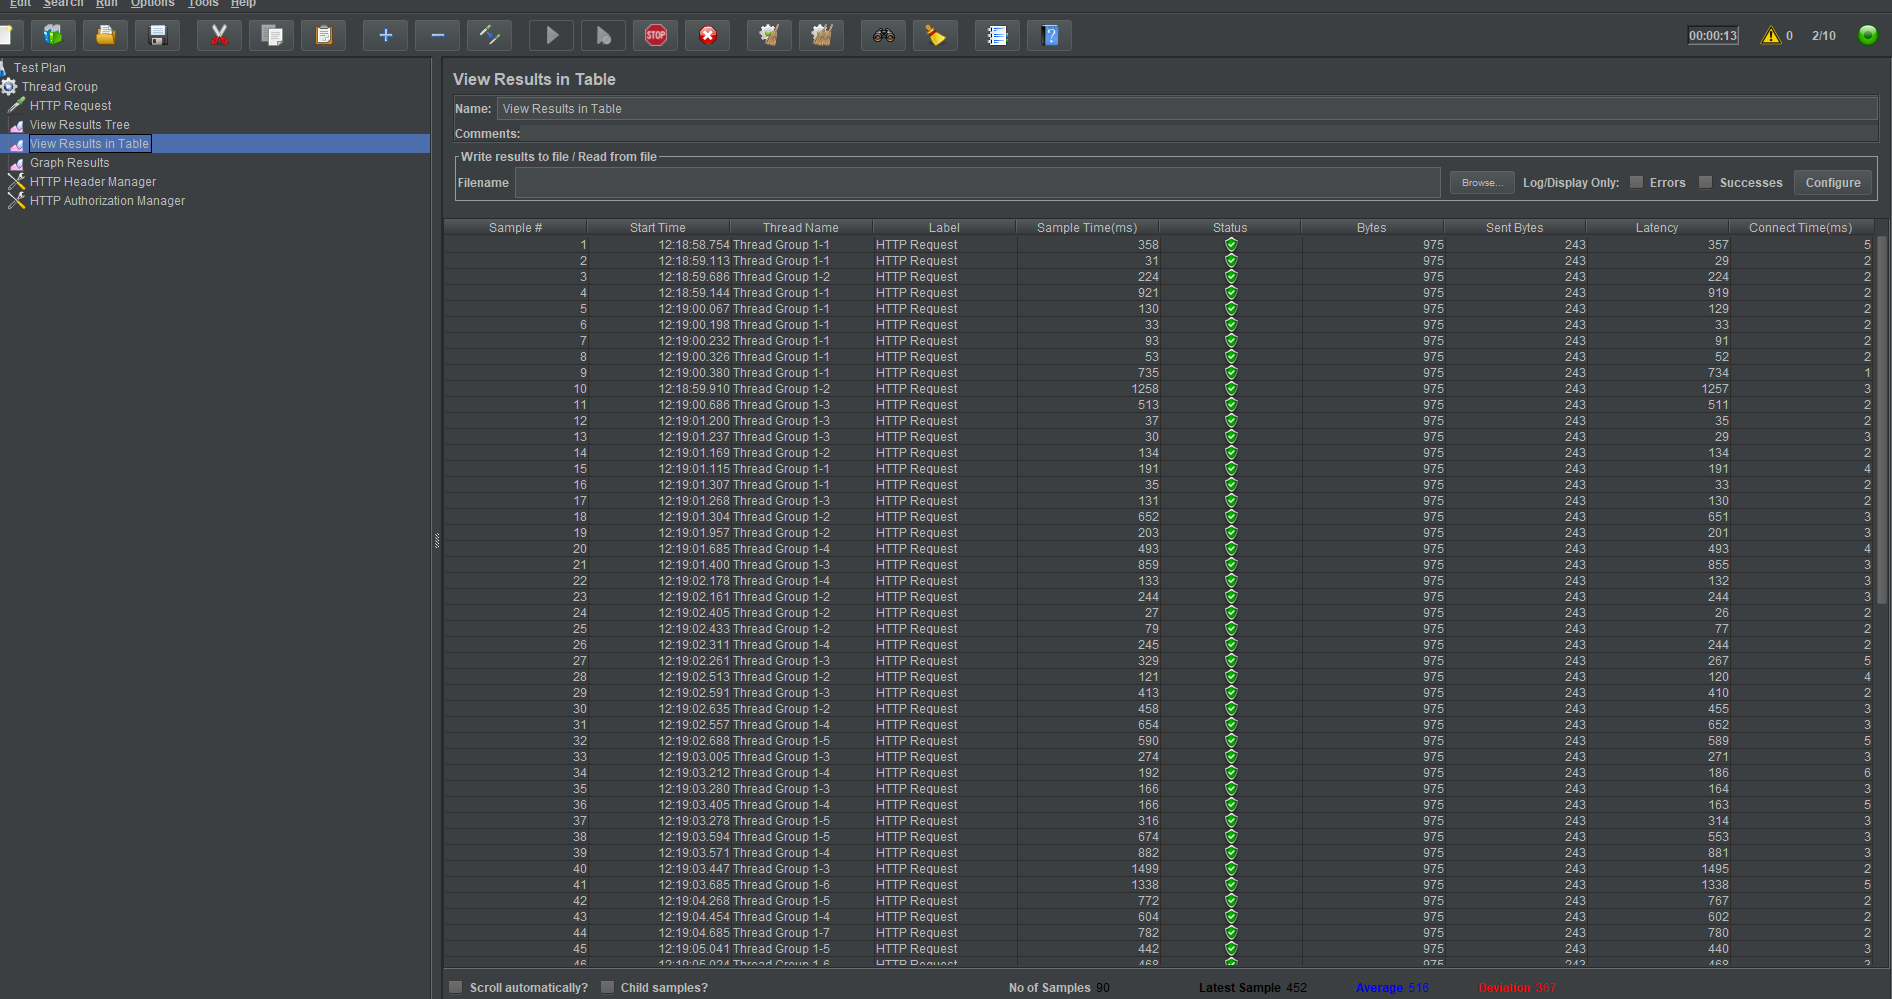 Edit Search Run Options Tools Help
STOP 00:00:13 0 2/10
Test Plan
Thread Group
HTTP Request
View Results Tree
View Results in Table
Graph Results
HTTP Header Manager
HTTP Authorization Manager
View Results in Table
Name: View Results in Table
Comments:
Write results to file / Read from file
Filename Browse... Log/Display Only: Errors Successes Configure
Sample # Start Time Thread Name Label Sample Time(ms) Status Bytes Sent Bytes Latency Connect Time(ms)
1 12:18:58.754 Thread Group 1-1 HTTP Request 358 975 243 357 5
2 12:18:59.113 Thread Group 1-1 HTTP Request 31 975 243 29 2
3 12:18:59.686 Thread Group 1-2 HTTP Request 224 975 243 224 2
4 12:18:59.144 Thread Group 1-1 HTTP Request 921 975 243 919 2
5 12:19:00.067 Thread Group 1-1 HTTP Request 130 975 243 129 2
6 12:19:00.198 Thread Group 1-1 HTTP Request 33 975 243 33 2
7 12:19:00.232 Thread Group 1-1 HTTP Request 93 975 243 91 2
8 12:19:00.326 Thread Group 1-1 HTTP Request 53 975 243 52 2
9 12:19:00.380 Thread Group 1-1 HTTP Request 735 975 243 734 1
10 12:18:59.910 Thread Group 1-2 HTTP Request 1258 975 243 1257 3
11 12:19:00.686 Thread Group 1-3 HTTP Request 513 975 243 511 2
12 12:19:01.200 Thread Group 1-3 HTTP Request 37 975 243 35 2
13 12:19:01.237 Thread Group 1-3 HTTP Request 30 975 243 29 3
14 12:19:01.169 Thread Group 1-2 HTTP Request 134 975 243 134 2
15 12:19:01.115 Thread Group 1-1 HTTP Request 191 975 243 191 4
16 12:19:01.307 Thread Group 1-1 HTTP Request 35 975 243 33 2
17 12:19:01.268 Thread Group 1-3 HTTP Request 131 975 243 130 2
18 12:19:01.304 Thread Group 1-2 HTTP Request 652 975 243 651 3
19 12:19:01.957 Thread Group 1-2 HTTP Request 203 975 243 201 3
20 12:19:01.685 Thread Group 1-4 HTTP Request 493 975 243 493 4
21 12:19:01.400 Thread Group 1-3 HTTP Request 859 975 243 855 3
22 12:19:02.178 Thread Group 1-4 HTTP Request 133 975 243 132 3
23 12:19:02.161 Thread Group 1-2 HTTP Request 244 975 243 244 3
24 12:19:02.405 Thread Group 1-2 HTTP Request 27 975 243 26 2
25 12:19:02.433 Thread Group 1-2 HTTP Request 79 975 243 77 2
26 12:19:02.311 Thread Group 1-4 HTTP Request 245 975 243 244 2
27 12:19:02.261 Thread Group 1-3 HTTP Request 329 975 243 267 5
28 12:19:02.513 Thread Group 1-2 HTTP Request 121 975 243 120 4
29 12:19:02.591 Thread Group 1-3 HTTP Request 413 975 243 410 2
30 12:19:02.635 Thread Group 1-2 HTTP Request 458 975 243 455 3
31 12:19:02.557 Thread Group 1-4 HTTP Request 654 975 243 652 3
32 12:19:02.688 Thread Group 1-5 HTTP Request 590 975 243 589 5
33 12:19:03.005 Thread Group 1-3 HTTP Request 274 975 243 271 3
34 12:19:03.212 Thread Group 1-4 HTTP Request 192 975 243 186 6
35 12:19:03.280 Thread Group 1-3 HTTP Request 166 975 243 164 3
36 12:19:03.405 Thread Group 1-4 HTTP Request 166 975 243 163 5
37 12:19:03.278 Thread Group 1-5 HTTP Request 316 975 243 314 3
38 12:19:03.594 Thread Group 1-5 HTTP Request 674 975 243 553 3
39 12:19:03.571 Thread Group 1-4 HTTP Request 882 975 243 881 3
40 12:19:03.447 Thread Group 1-3 HTTP Request 1499 975 243 1495 2
41 12:19:03.685 Thread Group 1-6 HTTP Request 1338 975 243 1338 5
42 12:19:04.268 Thread Group 1-5 HTTP Request 772 975 243 767 2
43 12:19:04.454 Thread Group 1-4 HTTP Request 604 975 243 602 2
44 12:19:04.685 Thread Group 1-7 HTTP Request 782 975 243 780 2
45 12:19:05.041 Thread Group 1-5 HTTP Request 442 975 243 440 3
46 12:19:05.024 Thread Group 1-6 HTTP Request 468 975 243 468 3
Scroll automatically? Child samples? No of Samples 90 Latest Sample 452 Average 516 Deviation 367